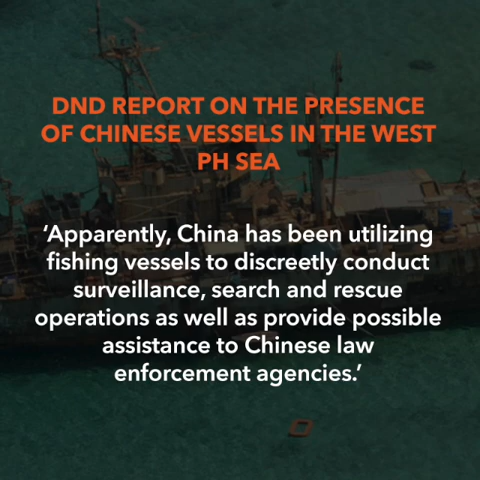 DND REPORT ON THE PRESENCE
OF CHINESE VESSELS IN THE WEST
PH SEA
‘Apparently, China has been utilizing
fishing vessels to discreetly conduct
surveillance, search and rescue
operations as well as provide possible
assistance to Chinese law
enforcement agencies.’